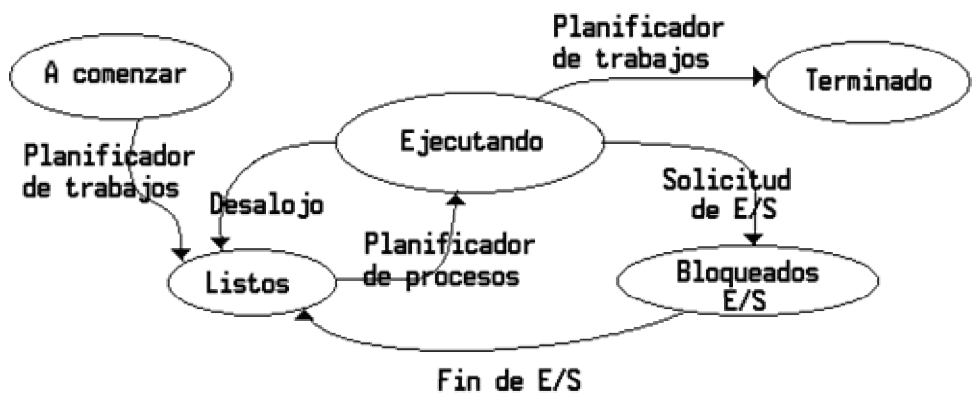 Planificador
de trabajos
A comenzar
Terminado
Ejecutando
Planificador
de trabajos
Solicitud
de E/S
Desalojo
Planificador
de procesos
Listos
Bloqueados
E/S
Fin de E/S